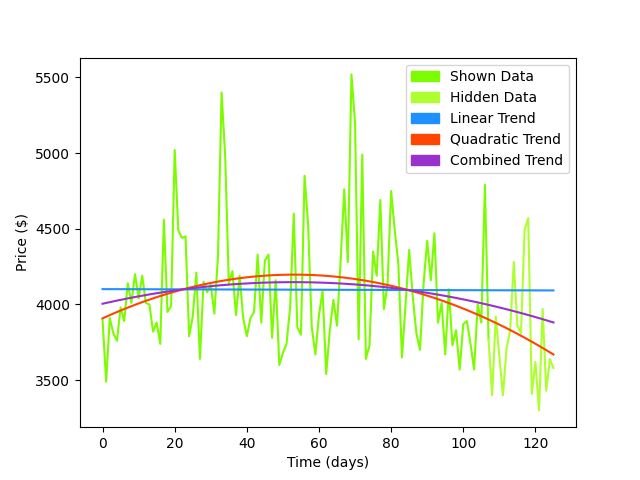 5500
5000
4500
4000
3500
Price ($)
0 20 40 60 80 100 120
Time (days)
Shown Data
Hidden Data
Linear Trend
Quadratic Trend
Combined Trend